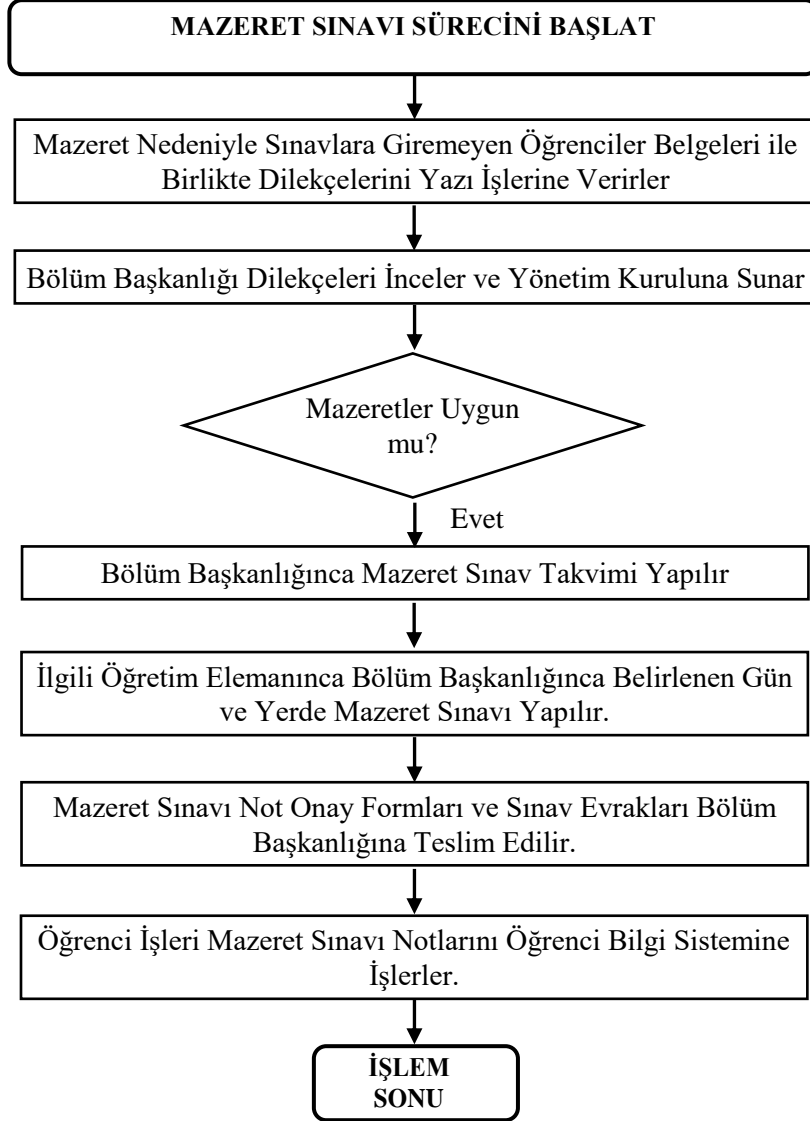 MAZERET SINAVI SÜRECİNİ BAŞLAT
Mazeret Nedeniyle Sınavlara Giremeyen Öğrenciler Belgeleri ile
Birlikte Dilekçelerini Yazı İşlerine Verirler
Bölüm Başkanlığı Dilekçeleri İnceler ve Yönetim Kuruluna Sunar
Mazeretler Uygun
mu?
Evet
Bölüm Başkanlığınca Mazeret Sınav Takvimi Yapılır
İlgili Öğretim Elemanınca Bölüm Başkanlığınca Belirlenen Gün
ve Yerde Mazeret Sınavı Yapılır.
Mazeret Sınavı Not Onay Formları ve Sınav Evrakları Bölüm
Başkanlığına Teslim Edilir.
Öğrenci İşleri Mazeret Sınavı Notlarını Öğrenci Bilgi Sistemine
İşlerler.
İŞLEM
SONU